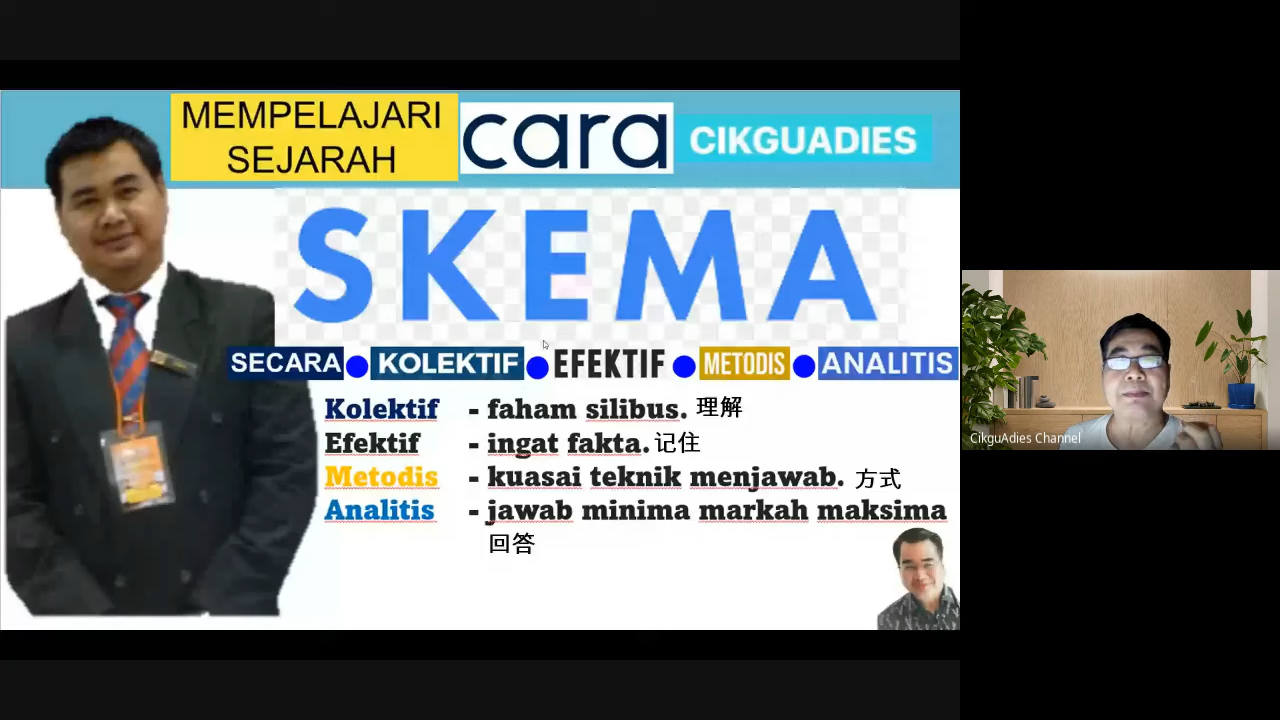 MEMPELAJARI
SEJARAH
cara
CIKGUADIES
SKEMA
SECARA KOLEKTIF EFEKTIF METODIS ANALITIS
Kolektif - faham silibus. 理解
Efektif - ingat fakta. 记住
Metodis - kuasai teknik menjawab. 方式
Analitis - jawab minima markah maksima
回答
CikguAdies Channel